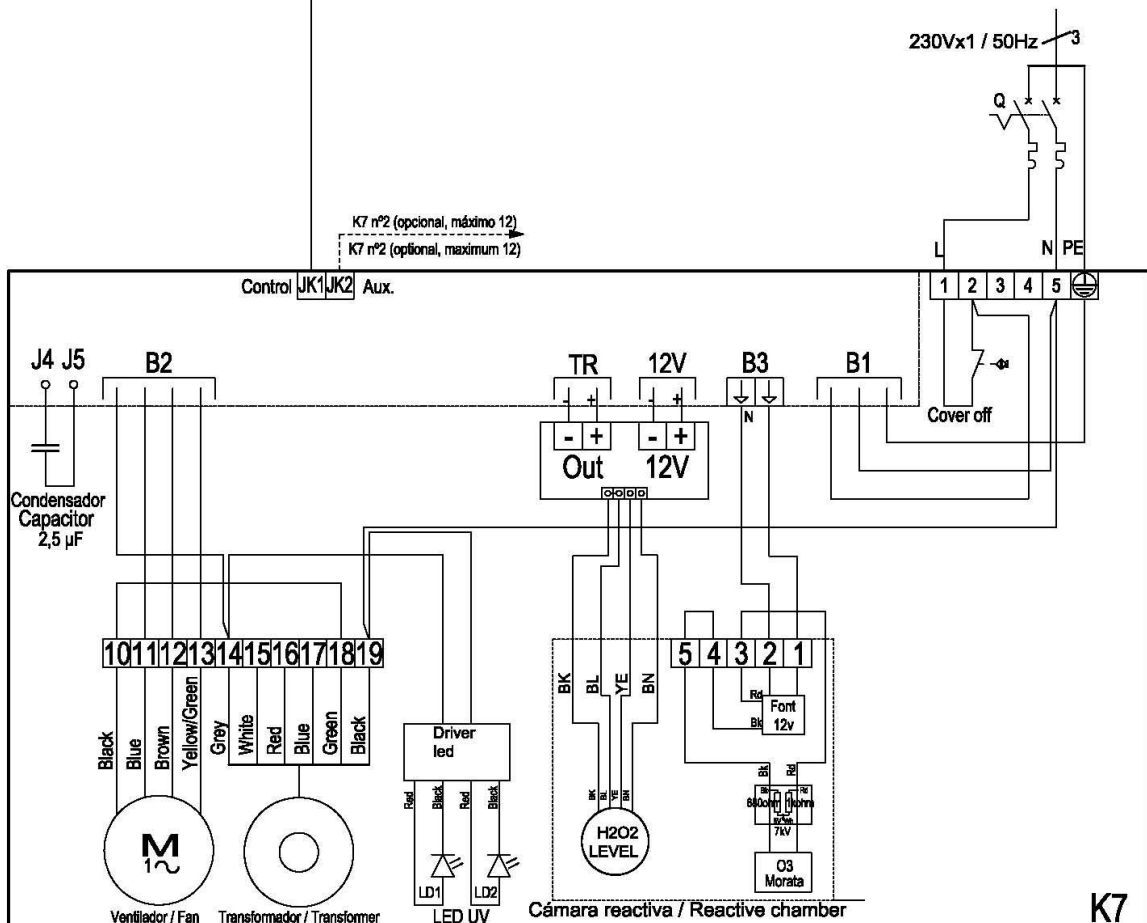 230Vx1 / 50Hz
3
Q
K7 nº2 (opcional, máximo 12)
K7 nº2 (optional, maximum 12)
L
N PE
Control JK1 JK2 Aux.
1 2 3 4 5
J4 J5
B2
TR
12V
B3
B1
- +
- +
N
Cover off
- +
- +
Out
12V
Condensador
Capacitor
2,5 µF
10 11 12 13 14 15 16 17 18 19
5 4 3 2 1
BK
BL
YE
BN
Rd
Bk
Font
12v
Black
Blue
Brown
Yellow/Green
Grey
White
Red
Blue
Green
Black
Driver
led
Red
Black
Red
Black
Bk
Rd
Rd
680ohm
1kohm
7kV
BK
BL
YE
BN
H2O2
LEVEL
O3
Morata
M
1~
LD1
LD2
Ventilador / Fan
Transformador / Transformer
LED UV
Cámara reactiva / Reactive chamber
K7